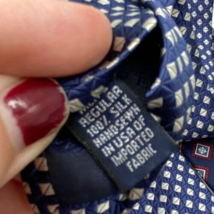 REGULAR
100% SILK
HANDSEWN
IN USA OF
IMPORTED
FABRIC